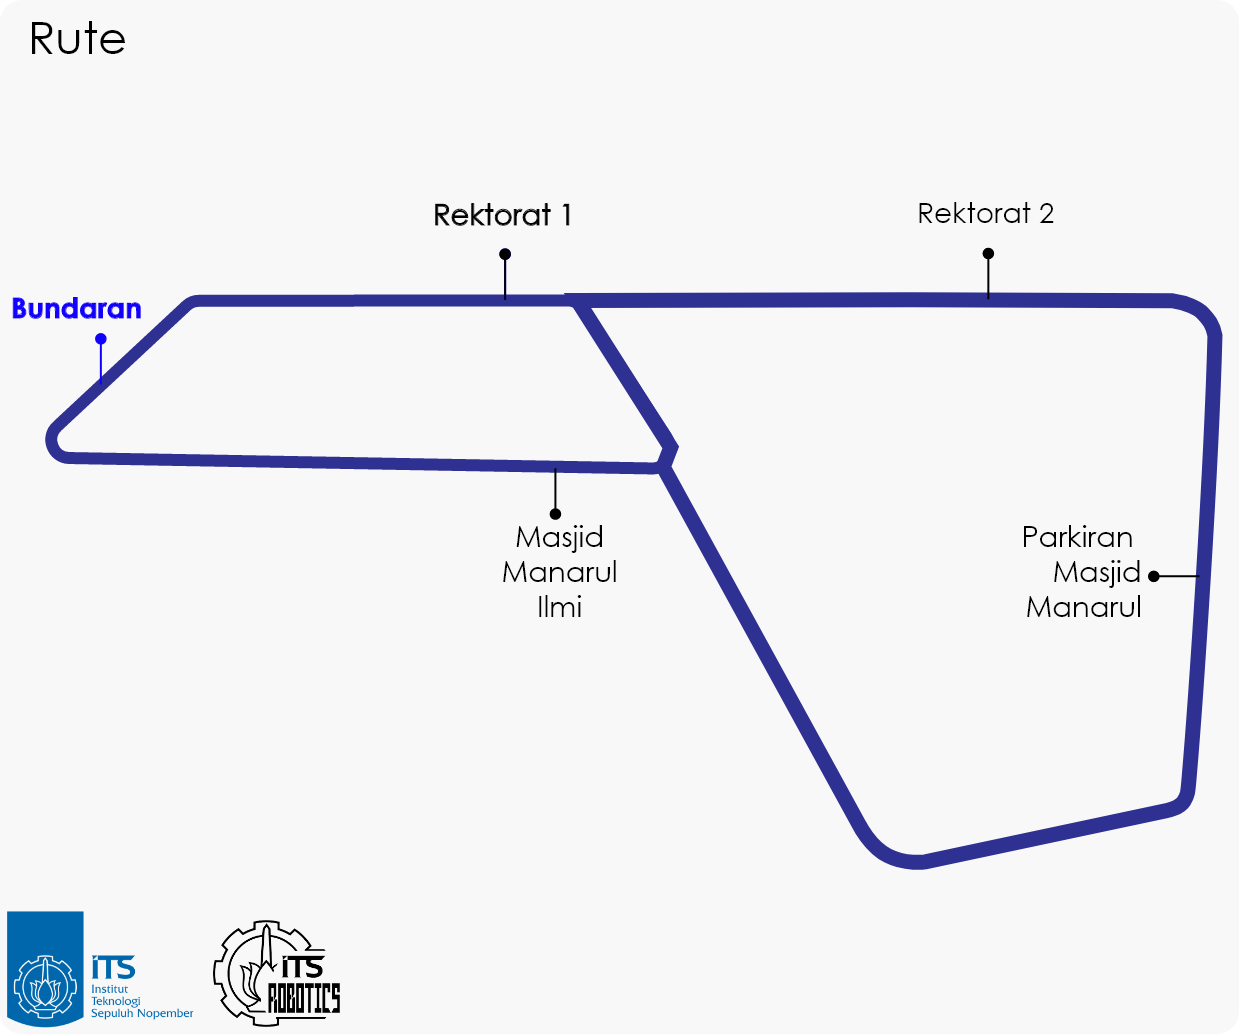 Rute
Rektorat 1
Rektorat 2
Bundaran
Masjid
Manarul
Ilmi
Parkiran
Masjid
Manarul
iTS
Institut
Teknologi
Sepuluh Nopember
iTS
ROBOTICS